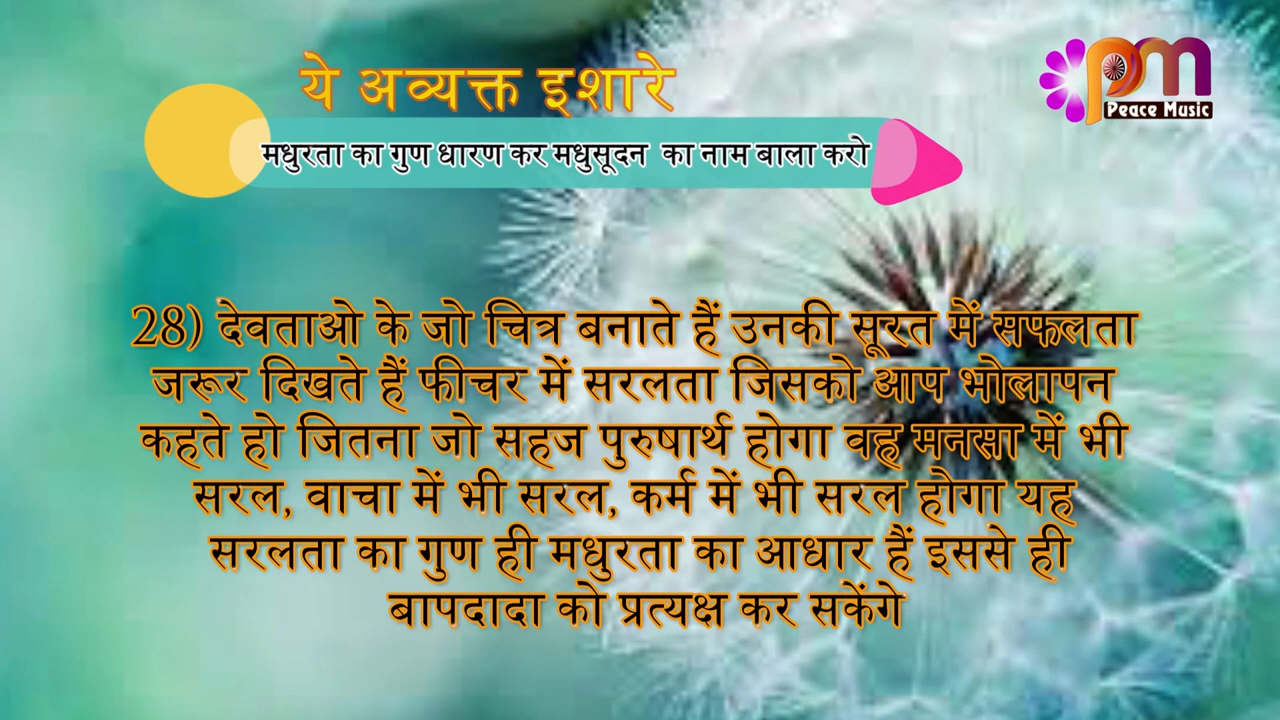 ये अव्यक्त इशारे
pm
Peace Music
मधुरता का गुण धारण कर मधुसूदन का नाम बाला करो
28) देवताओ के जो चित्र बनाते हैं उनकी सूरत में सफलता
जरूर दिखते हैं फीचर में सरलता जिसको आप भोलापन
कहते हो जितना जो सहज पुरुषार्थ होगा वह मनसा में भी
सरल, वाचा में भी सरल, कर्म में भी सरल होगा यह
सरलता का गुण ही मधुरता का आधार हैं इससे ही
बापदादा को प्रत्यक्ष कर सकेंगे